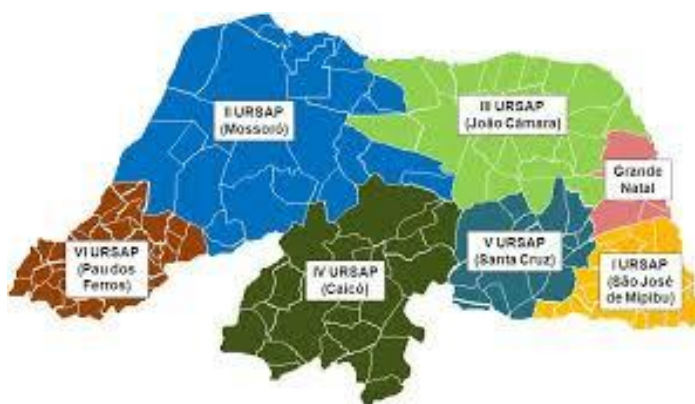 II URSAP
(Mossoró)
III URSAP
(João Câmara)
Grande
Natal
VI URSAP
(Pau dos
Ferros)
IV URSAP
(Caicó)
V URSAP
(Santa Cruz)
I URSAP
(São José
de Mipibu)